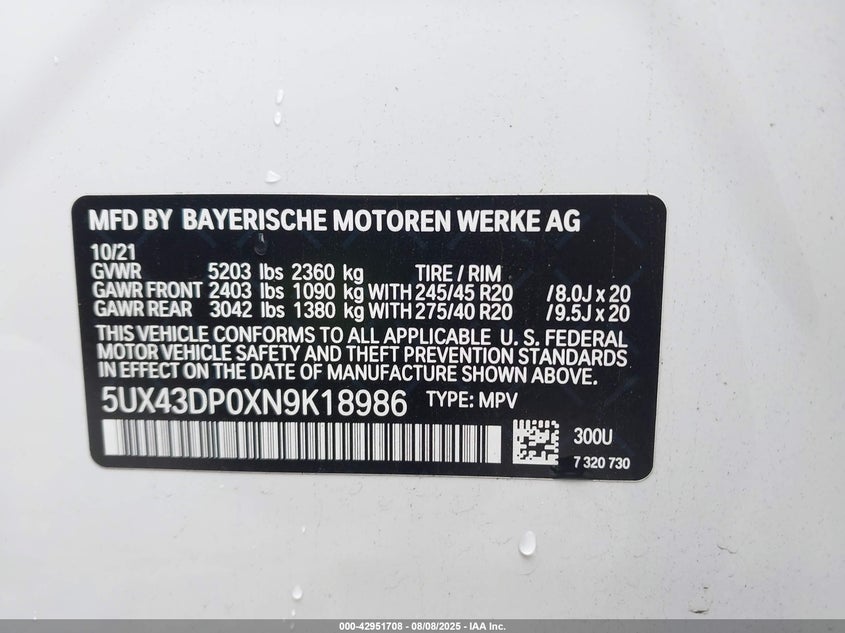 MFD BY BAYERISCHE MOTOREN WERKE AG
10/21
GVWR 5203 lbs 2360 kg TIRE / RIM
GAWR FRONT 2403 lbs 1090 kg WITH 245/45 R20 /8.0J x 20
GAWR REAR 3042 lbs 1380 kg WITH 275/40 R20 /9.5J x 20
THIS VEHICLE CONFORMS TO ALL APPLICABLE U. S. FEDERAL
MOTOR VEHICLE SAFETY AND THEFT PREVENTION STANDARDS
IN EFFECT ON THE DATE OF MANUFACTURE SHOWN ABOVE.
5UX43DP0XN9K18986 TYPE: MPV
300U
7 320 730
000-42951708 - 08/08/2025 - IAA Inc.